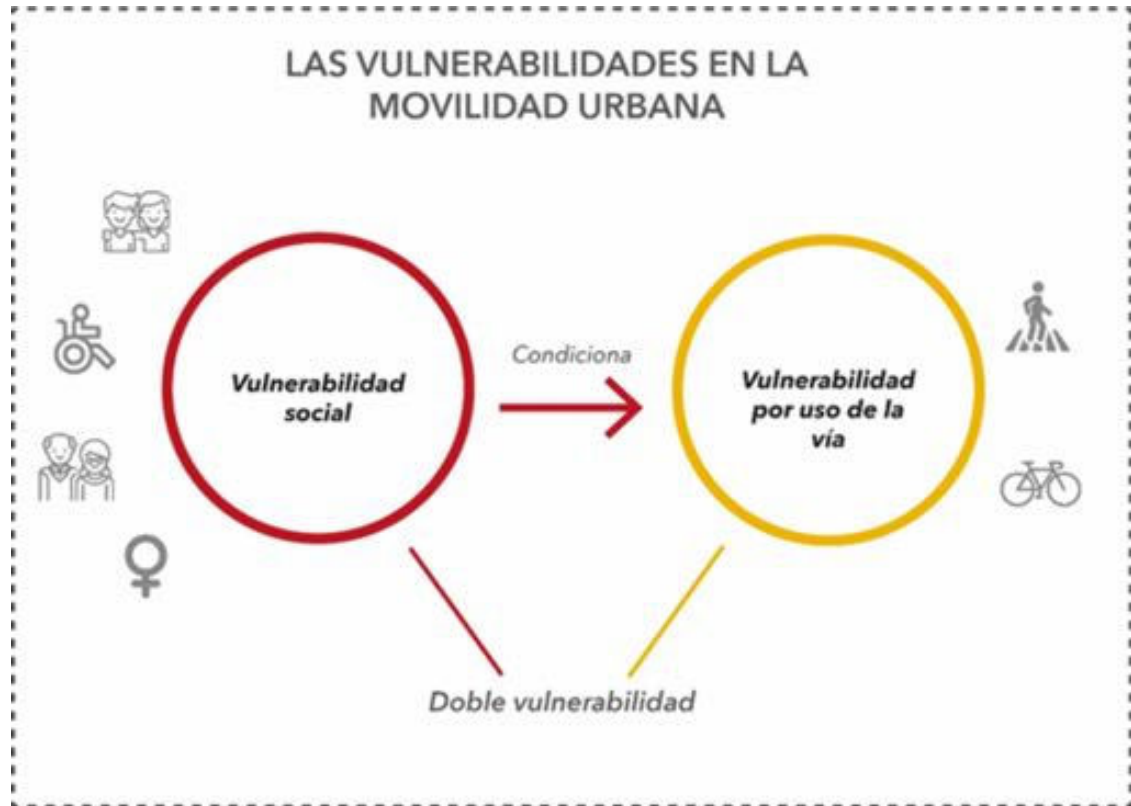 LAS VULNERABILIDADES EN LA
MOVILIDAD URBANA
Condiciona
Vulnerabilidad
social
Vulnerabilidad
por uso de la
vía
Doble vulnerabilidad